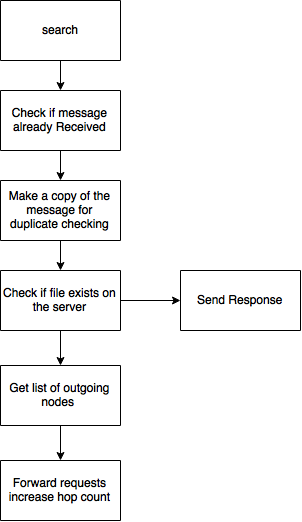 search
Check if message
already Received
Make a copy of the
message for
duplicate checking
Check if file exists on
the server
Send Response
Get list of outgoing
nodes
Forward requests
increase hop count